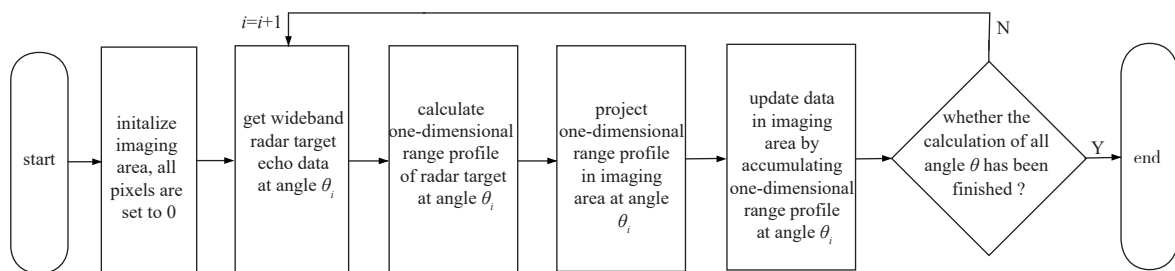 i=i+1
N
start
initalize
imaging
area, all
pixels are
set to 0
get wideband
radar target
echo data
at angle θi
calculate
one-dimensional
range profile
of radar target
at angle θi
project
one-dimensional
range profile
in imaging
area at angle
θi
update data
in imaging
area by
accumulating
one-dimensional
range profile
at angle θi
whether the
calculation of all
angle θ has been
finished ?
Y
end